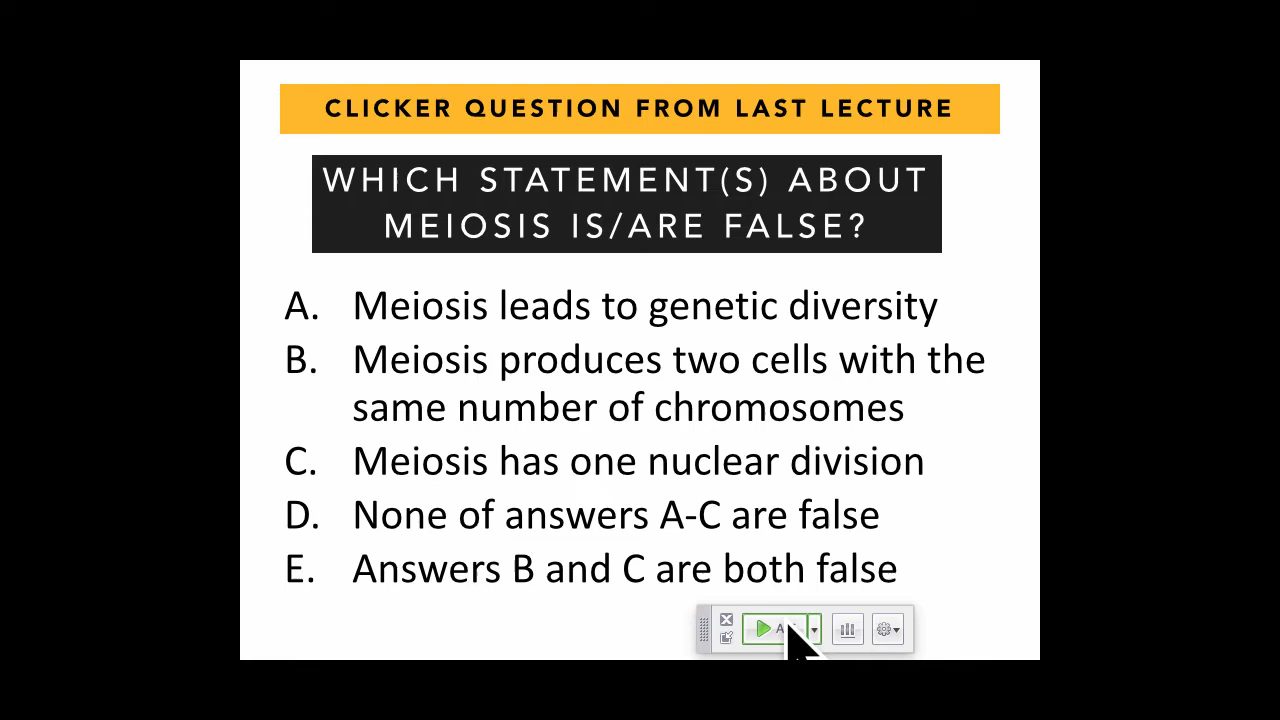 CLICKER QUESTION FROM LAST LECTURE
WHICH STATEMENT(S) ABOUT
MEIOSIS IS/ARE FALSE?
A. Meiosis leads to genetic diversity
B. Meiosis produces two cells with the
same number of chromosomes
C. Meiosis has one nuclear division
D. None of answers A-C are false
E. Answers B and C are both false